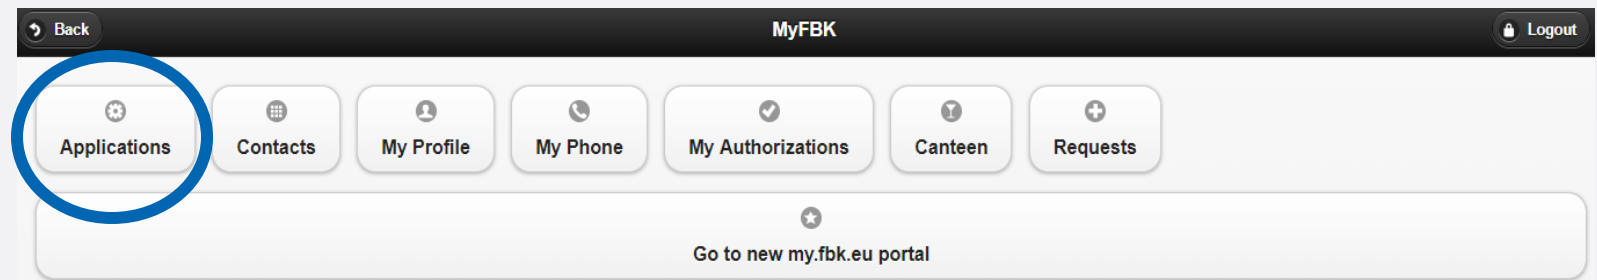 Back
MyFBK
Logout
Applications
Contacts
My Profile
My Phone
My Authorizations
Canteen
Requests
Go to new my.fbk.eu portal